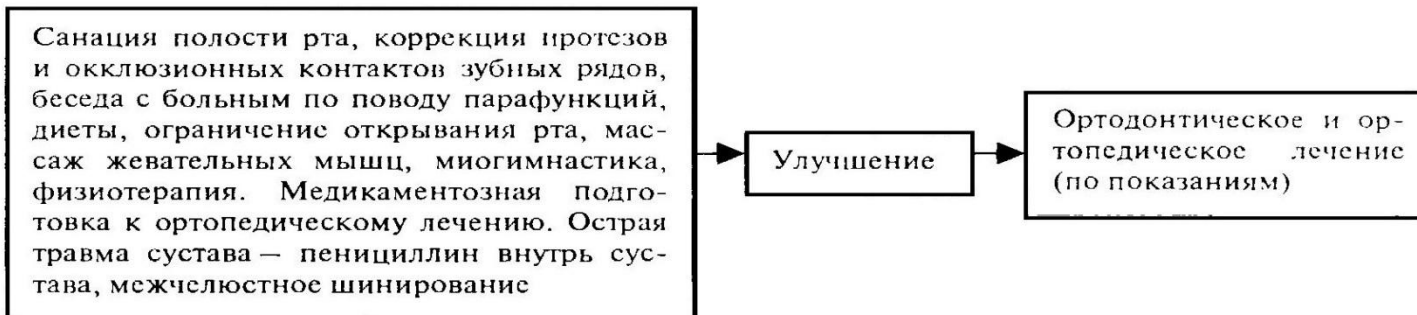 Санация полости рта, коррекция протезов
и окклюзионных контактов зубных рядов,
беседа с больным по поводу парафункций,
диеты, ограничение открывания рта, мас-
саж жевательных мышц, миогимнастика,
физиотерапия. Медикаментозная подго-
товка к ортопедическому лечению. Острая
травма сустава — пенициллин внутрь сус-
тава, межчелюстное шинирование
Улучшение
Ортодонтическое и ор-
топедическое лечение
(по показаниям)